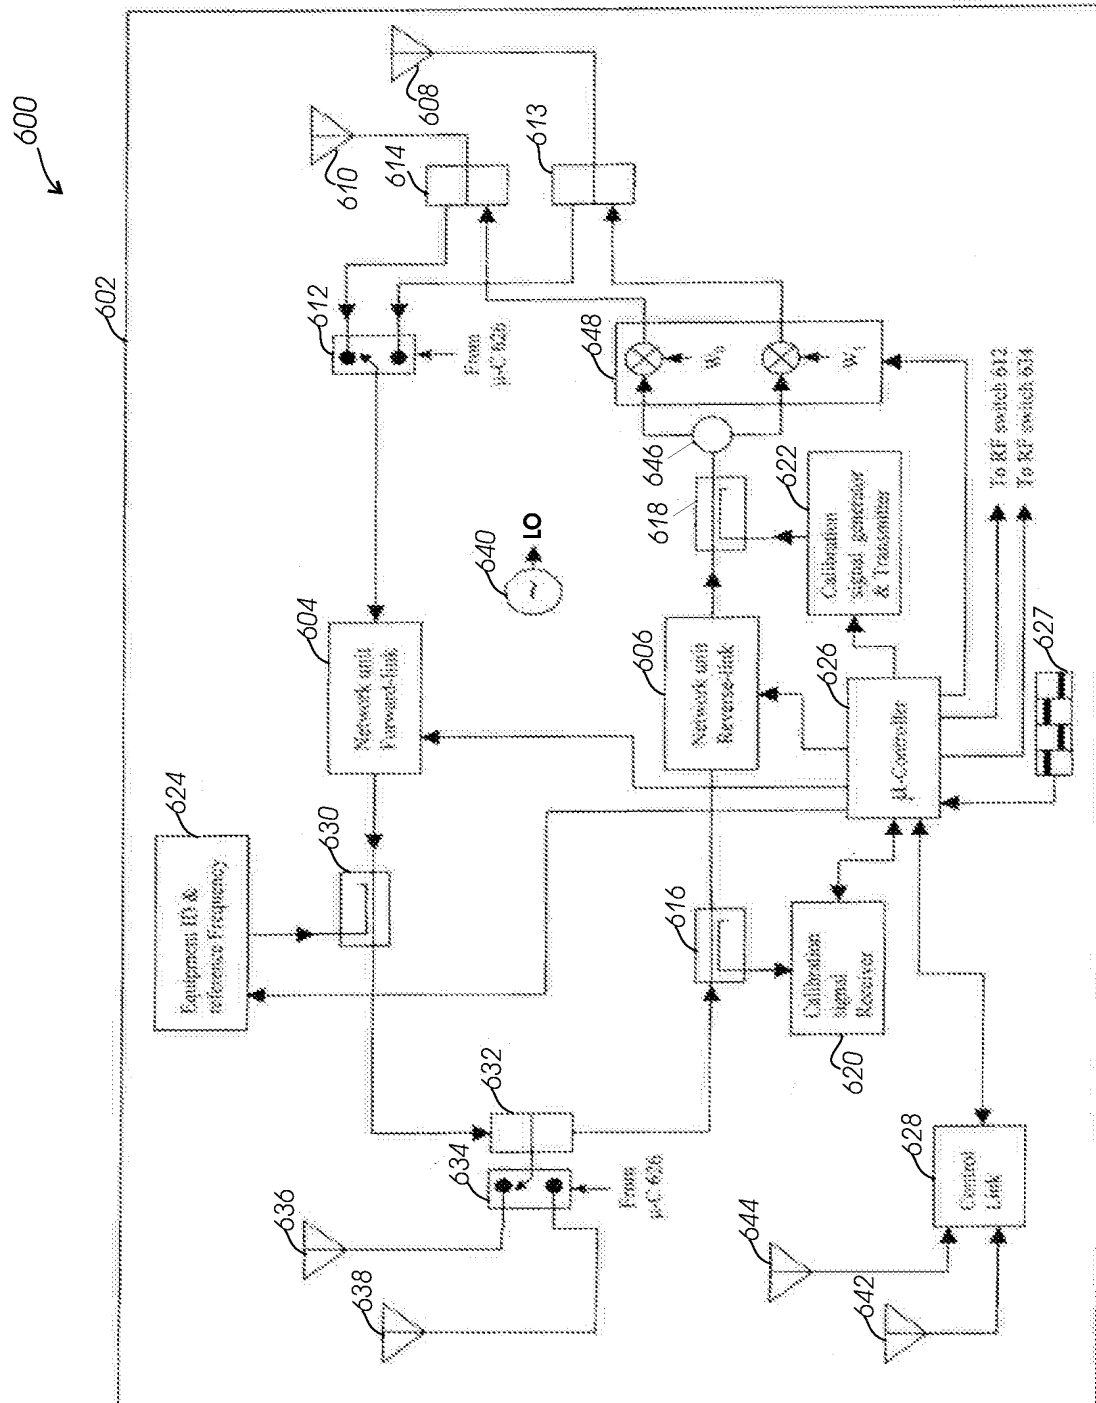 600
602
608
610
614
613
612
From
μ-C 626
648
W₀
W₁
646
618
622
Calibration
signal generator
& Transmitter
To RF switch 612
To RF switch 634
640
~
LO
604
Network unit
Forward-link
606
Network unit
Reverse-link
626
μ-Controller
627
624
Equipment ID &
reference Frequency
630
616
Calibration
signal
Receiver
620
632
634
From
μ-C 626
636
638
628
Control
Link
644
642